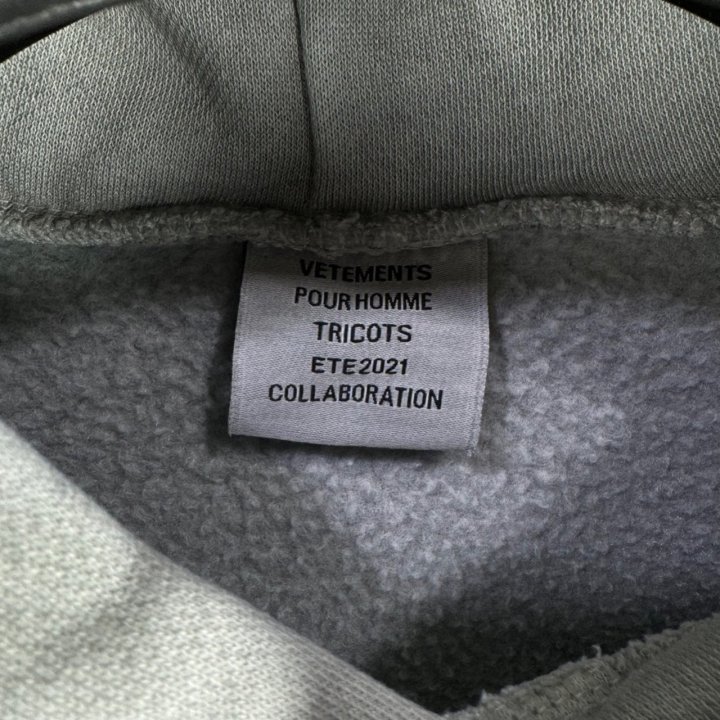 VETEMENTS
POUR HOMME
TRICOTS
ETE2021
COLLABORATION